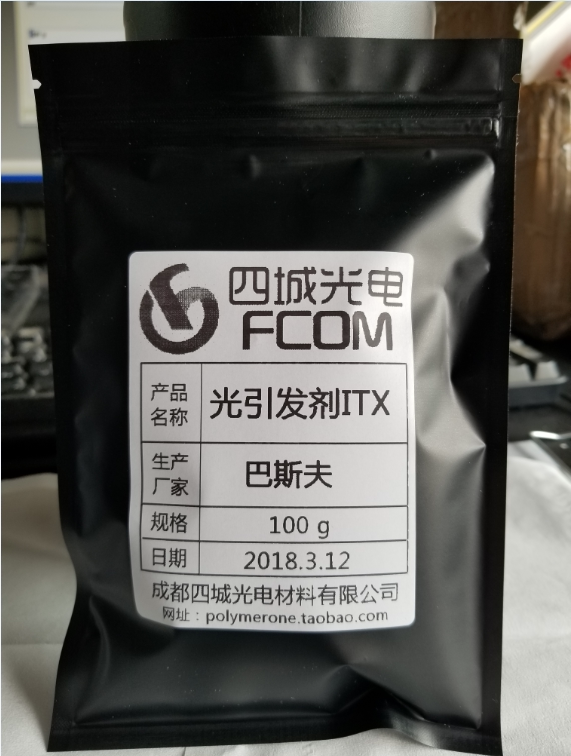 四城光电
FCOM
产品名称 光引发剂ITX
生产厂家 巴斯夫
规格 100 g
日期 2018.3.12
成都四城光电材料有限公司
网址：polymerone.taobao.com